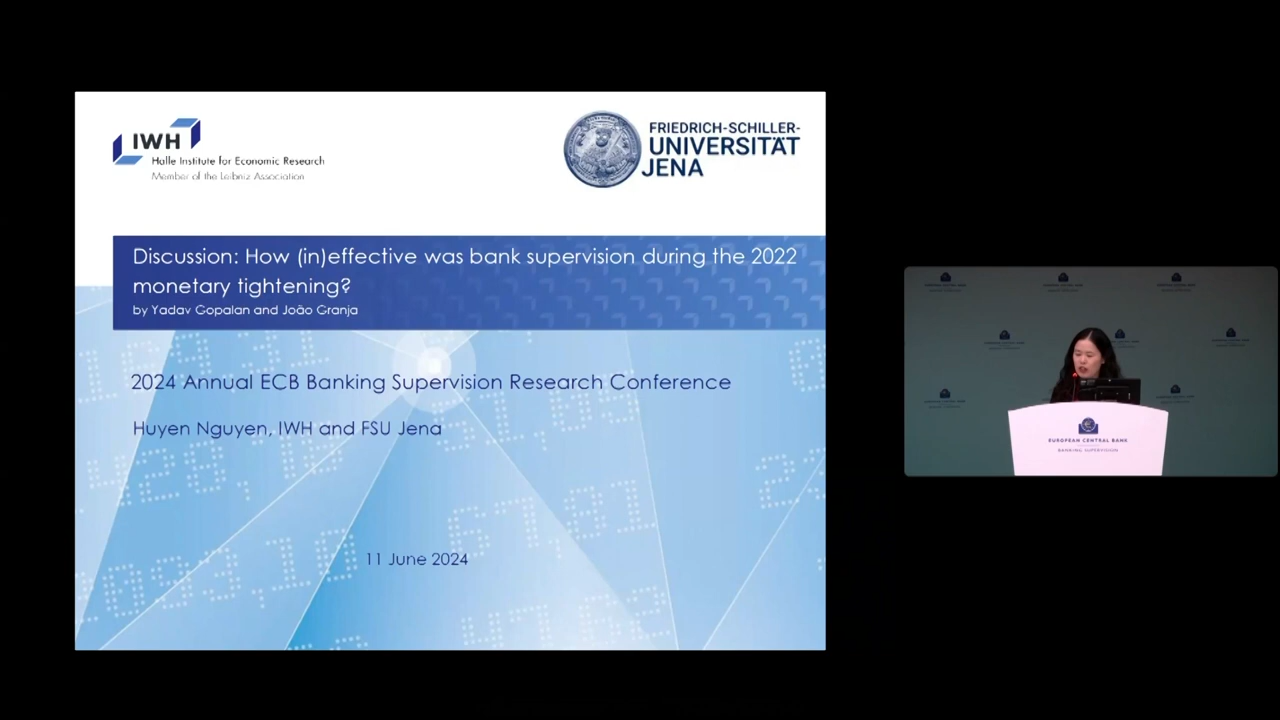 IWH
Halle Institute for Economic Research
Member of the Leibniz Association
FRIEDRICH-SCHILLER-
UNIVERSITÄT
JENA
Discussion: How (in)effective was bank supervision during the 2022
monetary tightening?
by Yadav Gopalan and João Granja
2024 Annual ECB Banking Supervision Research Conference
Huyen Nguyen, IWH and FSU Jena
11 June 2024
EUROPEAN CENTRAL BANK
BANKING SUPERVISION